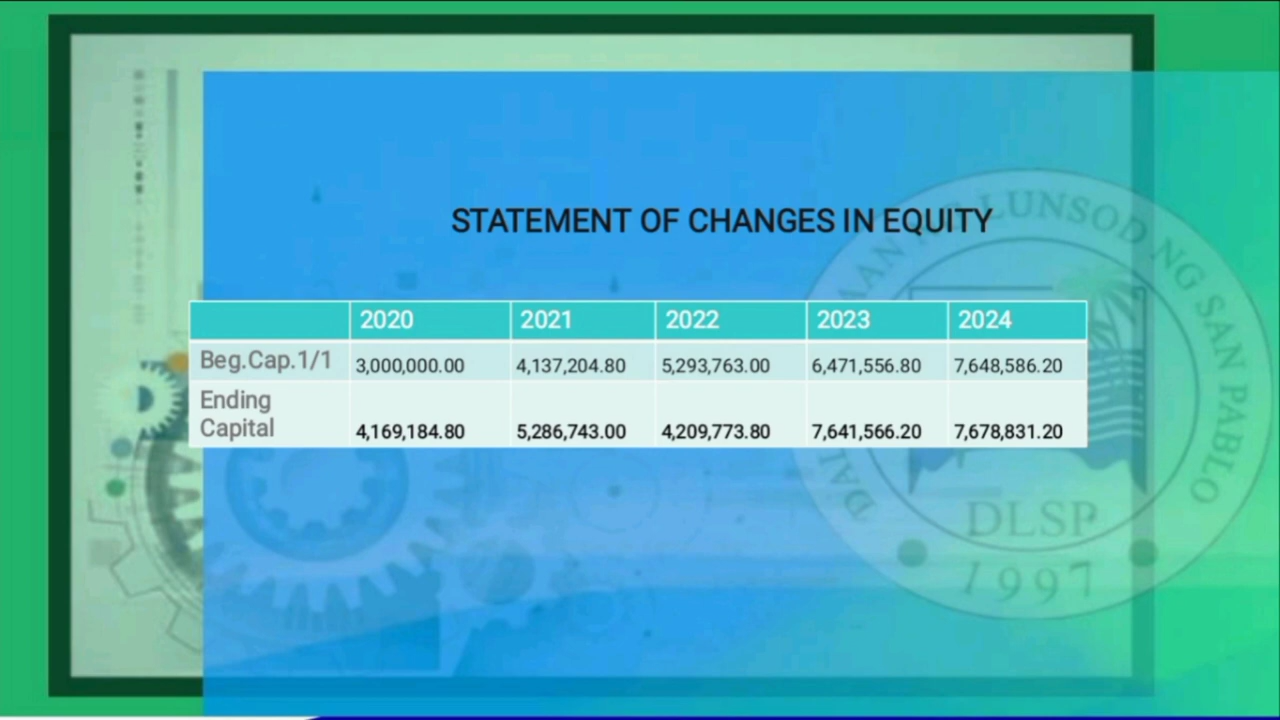 STATEMENT OF CHANGES IN EQUITY
2020 2021 2022 2023 2024
Beg.Cap.1/1 3,000,000.00 4,137,204.80 5,293,763.00 6,471,556.80 7,648,586.20
Ending
Capital 4,169,184.80 5,286,743.00 4,209,773.80 7,641,566.20 7,678,831.20
LUNSOD NG SAN PABLO
DLSP
1997